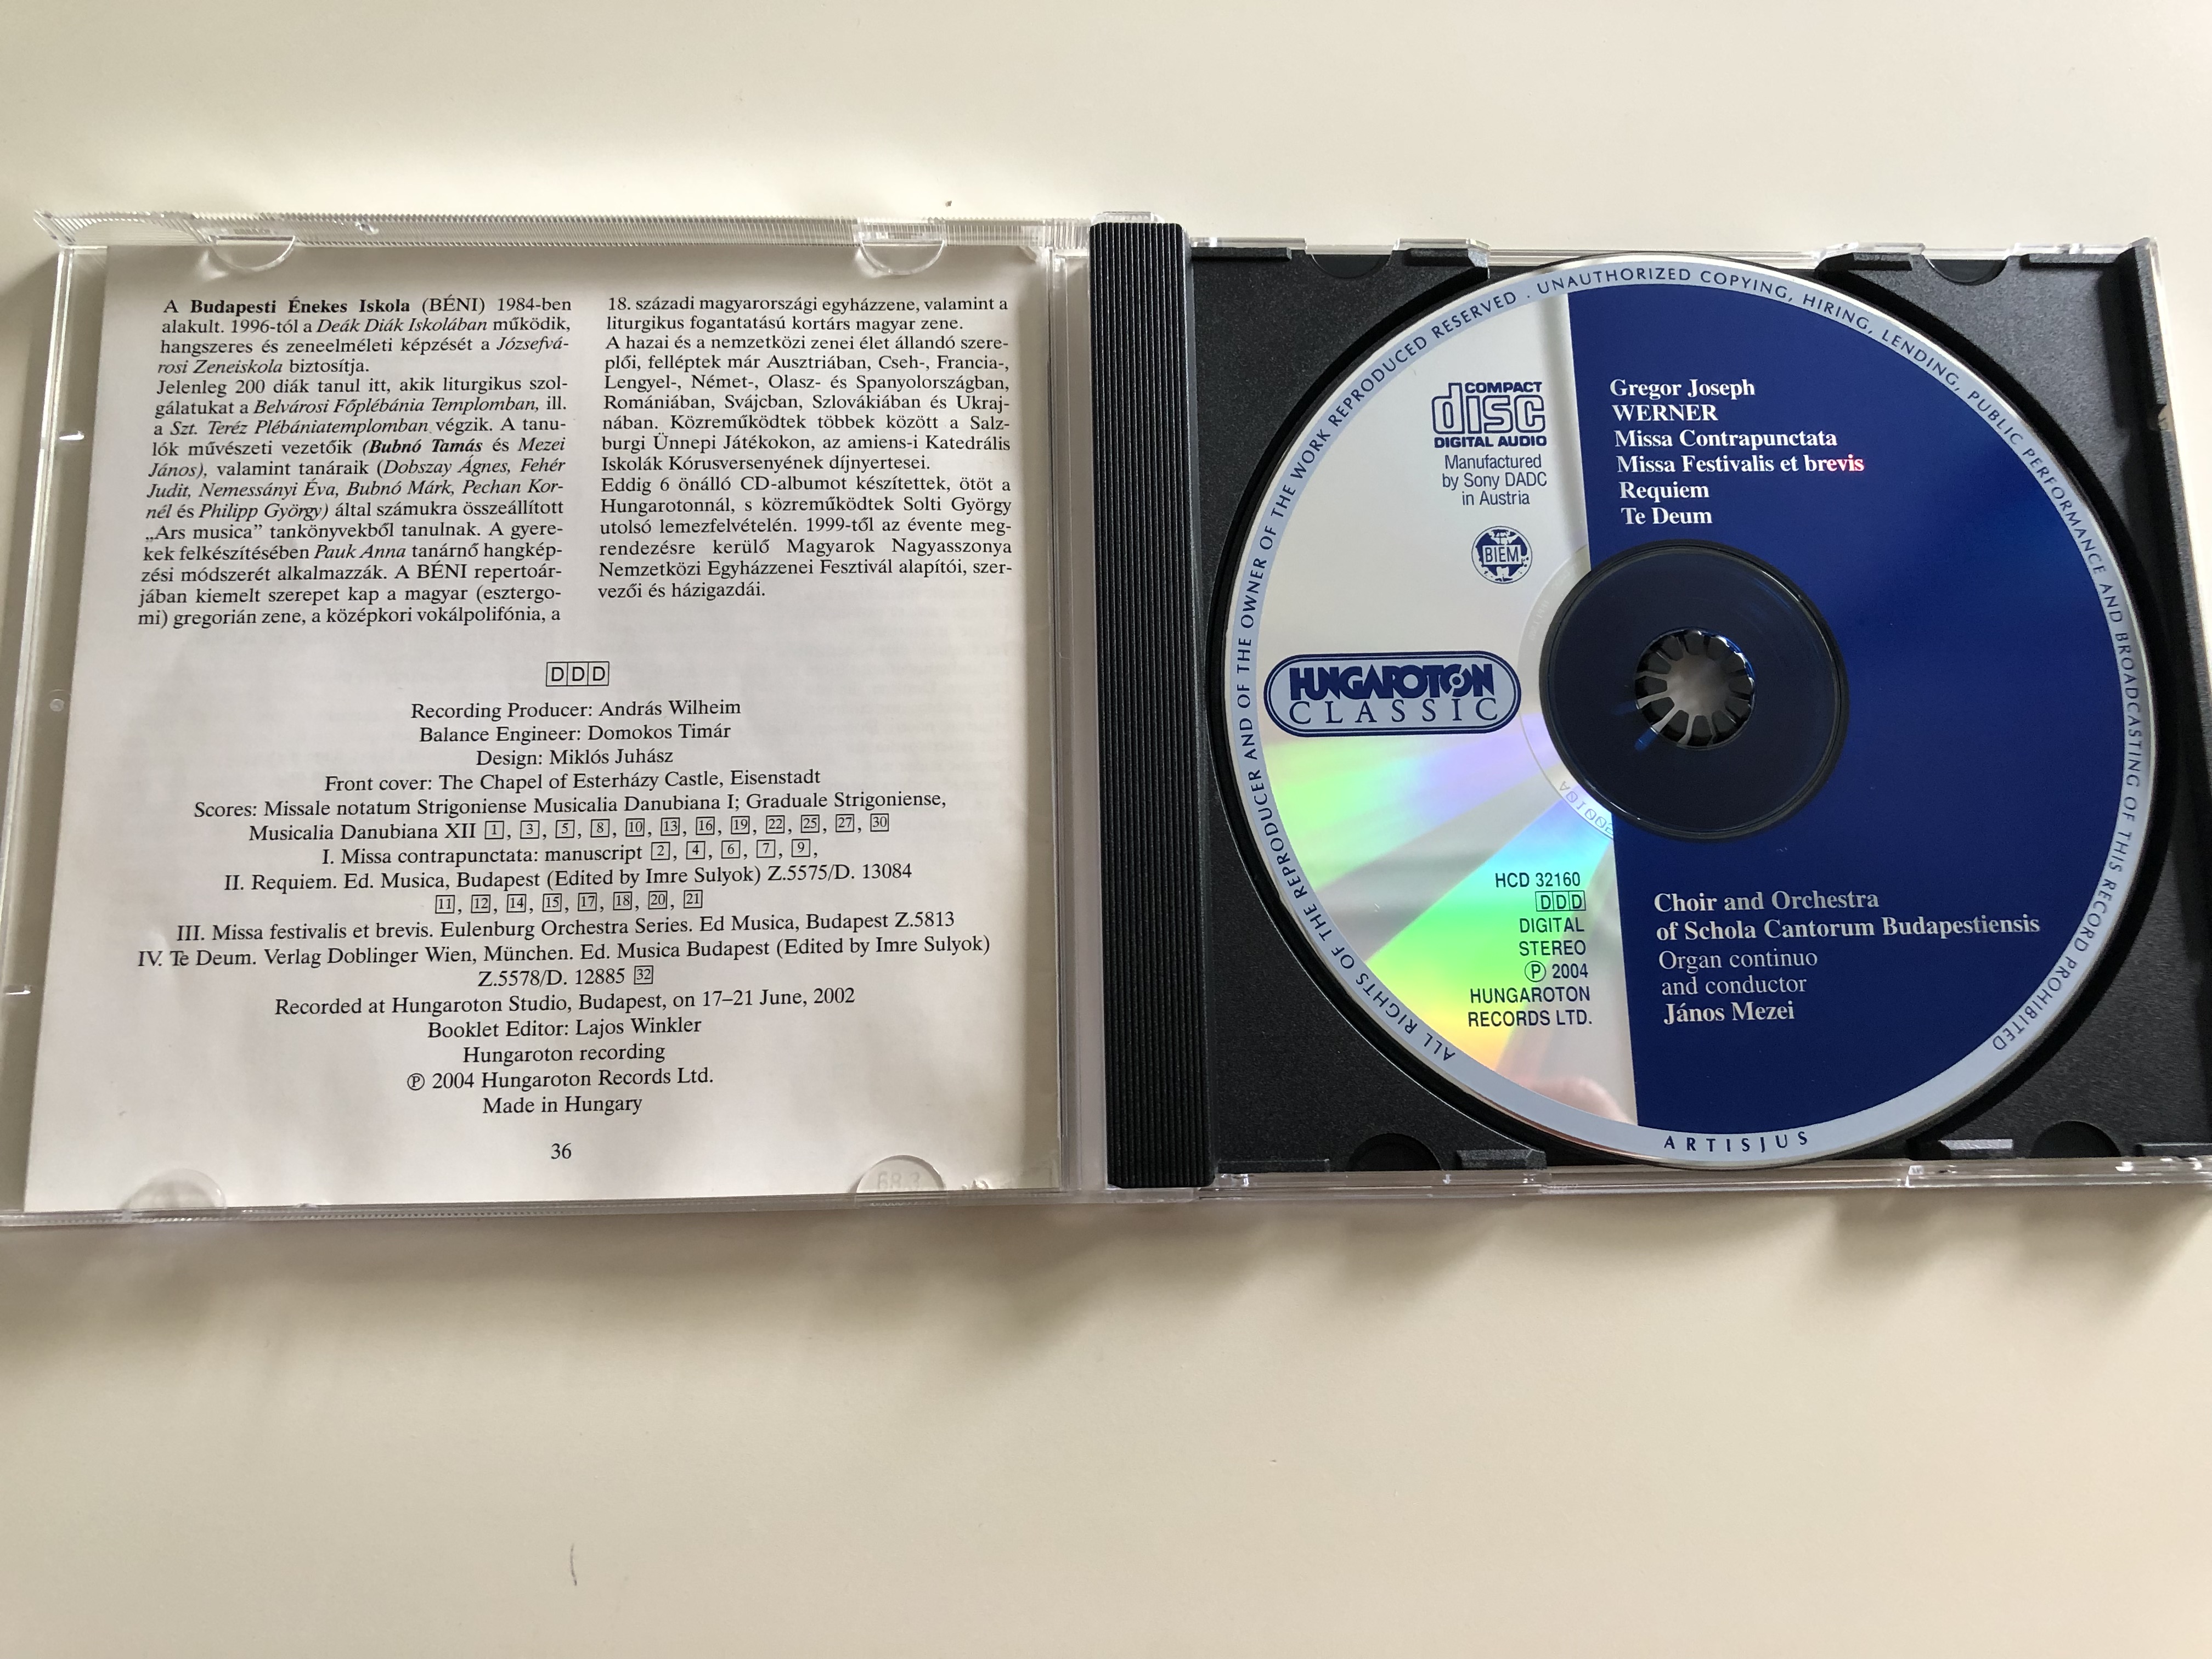 A Budapesti Énekes Iskola (BÉNI) 1984-ben
alakult. 1996-tól a Deák Diák Iskolában működik,
hangszeres és zeneelméleti képzését a Józsefvá-
rosi Zeneiskola biztosítja.
Jelenleg 200 diák tanul itt, akik liturgikus szol-
gálatukat a Belvárosi Főplébánia Templomban, ill.
a Szt. Teréz Plébániatemplomban végzik. A tanu-
lók művészeti vezetőik (Bubnó Tamás és Mezei
János), valamint tanáraik (Dobszay Ágnes, Fehér
Judit, Nemessányi Éva, Bubnó Márk, Pechan Kor-
nél és Philipp György) által számukra összeállított
„Ars musica” tankönyvekből tanulnak. A gyere-
kek felkészítésében Pauk Anna tanárnő hangkép-
zési módszerét alkalmazzák. A BÉNI repertoár-
jában kiemelt szerepet kap a magyar (esztergo-
mi) gregorián zene, a középkori vokálpolifónia, a
18. századi magyarországi egyházzene, valamint a
liturgikus fogantatású kortárs magyar zene.
A hazai és a nemzetközi zenei élet állandó szere-
plői, felléptek már Ausztriában, Cseh-, Francia-,
Lengyel-, Német-, Olasz- és Spanyolországban,
Romániában, Svájcban, Szlovákiában és Ukraj-
nában. Közreműködtek többek között a Salz-
burgi Ünnepi Játékokon, az amiens-i Katedrális
Iskolák Kórusversenyének díjnyertesei.
Eddig 6 önálló CD-albumot készítettek, ötöt a
Hungarotonnál, s közreműködtek Solti György
utolsó lemezfelvételén. 1999-től az évente meg-
rendezésre kerülő Magyarok Nagyasszonya
Nemzetközi Egyházzenei Fesztivál alapítói, szer-
vezői és házigazdái.
DDD
Recording Producer: András Wilheim
Balance Engineer: Domokos Timár
Design: Miklós Juhász
Front cover: The Chapel of Esterházy Castle, Eisenstadt
Scores: Missale notatum Strigoniense Musicalia Danubiana I; Graduale Strigoniense,
Musicalia Danubiana XII 1, 3, 5, 8, 10, 13, 16, 19, 22, 25, 27, 30
I. Missa contrapunctata: manuscript 2, 4, 6, 7, 9,
II. Requiem. Ed. Musica, Budapest (Edited by Imre Sulyok) Z.5575/D. 13084
11, 12, 14, 15, 17, 18, 20, 21
III. Missa festivalis et brevis. Eulenburg Orchestra Series. Ed Musica, Budapest Z.5813
IV. Te Deum. Verlag Doblinger Wien, München. Ed. Musica Budapest (Edited by Imre Sulyok)
Z.5578/D. 12885 32
Recorded at Hungaroton Studio, Budapest, on 17–21 June, 2002
Booklet Editor: Lajos Winkler
Hungaroton recording
℗ 2004 Hungaroton Records Ltd.
Made in Hungary
36
ALL RIGHTS OF THE REPRODUCER AND OF THE OWNER OF THE WORK REPRODUCED RESERVED . UNAUTHORIZED COPYING, HIRING, LENDING, PUBLIC PERFORMANCE AND BROADCASTING OF THIS RECORD PROHIBITED
COMPACT
disc
DIGITAL AUDIO
Manufactured
by Sony DADC
in Austria
BIEM
Gregor Joseph
WERNER
Missa Contrapunctata
Missa Festivalis et brevis
Requiem
Te Deum
HUNGAROTON
CLASSIC
HCD 32160
DDD
DIGITAL
STEREO
℗ 2004
HUNGAROTON
RECORDS LTD.
Choir and Orchestra
of Schola Cantorum Budapestiensis
Organ continuo
and conductor
János Mezei
ARTISJUS